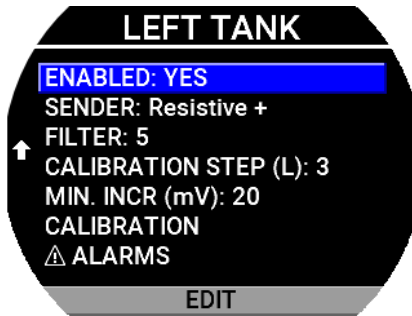 LEFT TANK
ENABLED: YES
SENDER: Resistive +
FILTER: 5
CALIBRATION STEP (L): 3
MIN. INCR (mV): 20
CALIBRATION
⚠ ALARMS
EDIT